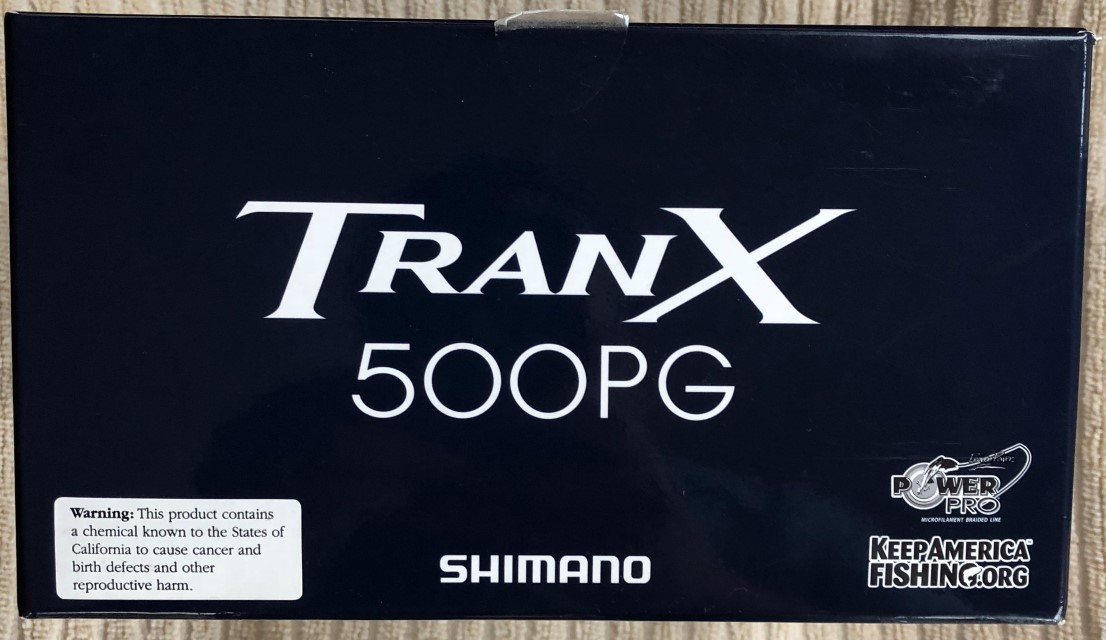 TRANX
500PG
POWER
PRO
MICROFILAMENT BRAIDED LINE
Warning: This product contains
a chemical known to the States of
California to cause cancer and
birth defects and other
reproductive harm.
SHIMANO
KEEPAMERICA
FISHING.ORG